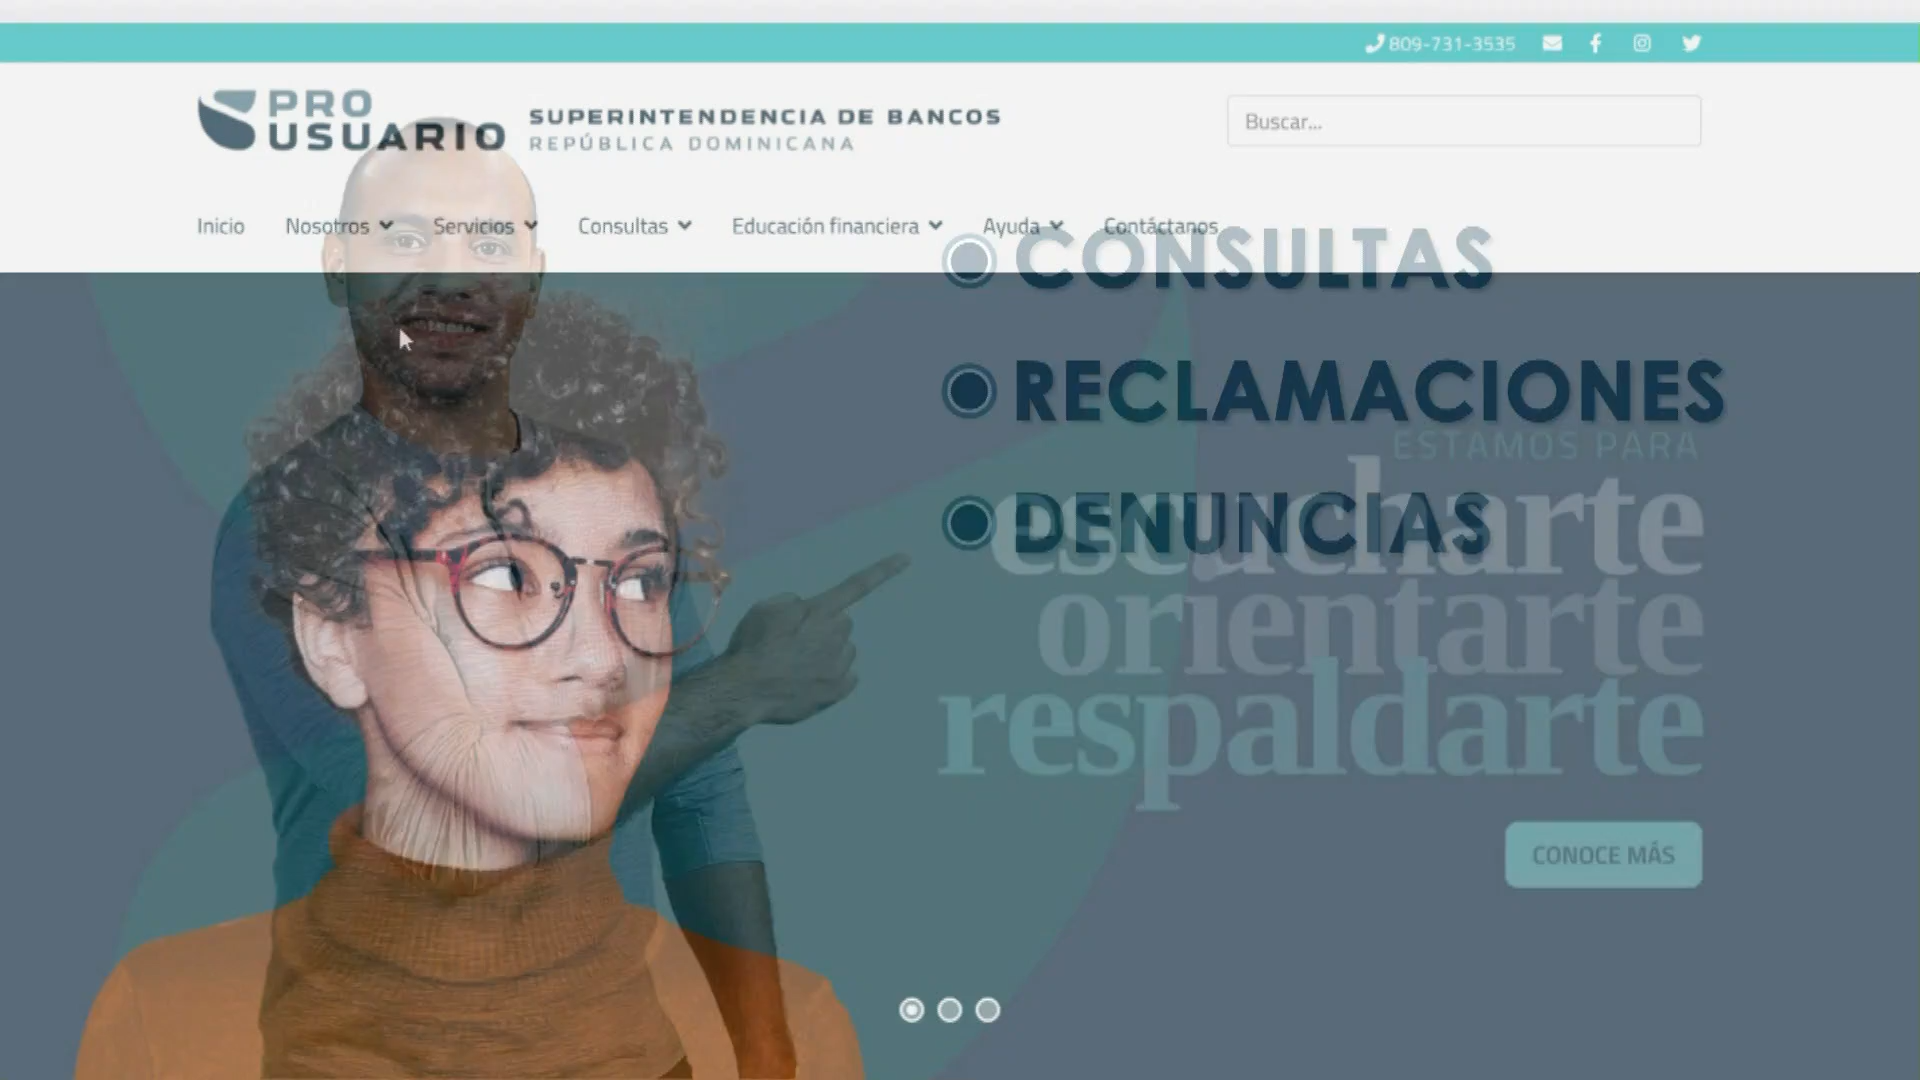 809-731-3535
PRO
USUARIO
SUPERINTENDENCIA DE BANCOS
REPÚBLICA DOMINICANA
Buscar...
Inicio Nosotros Servicios Consultas Educación financiera Ayuda Contáctanos
CONSULTAS
RECLAMACIONES
DENUNCIAS
ESTAMOS PARA
escucharte
orientarte
respaldarte
CONOCE MÁS